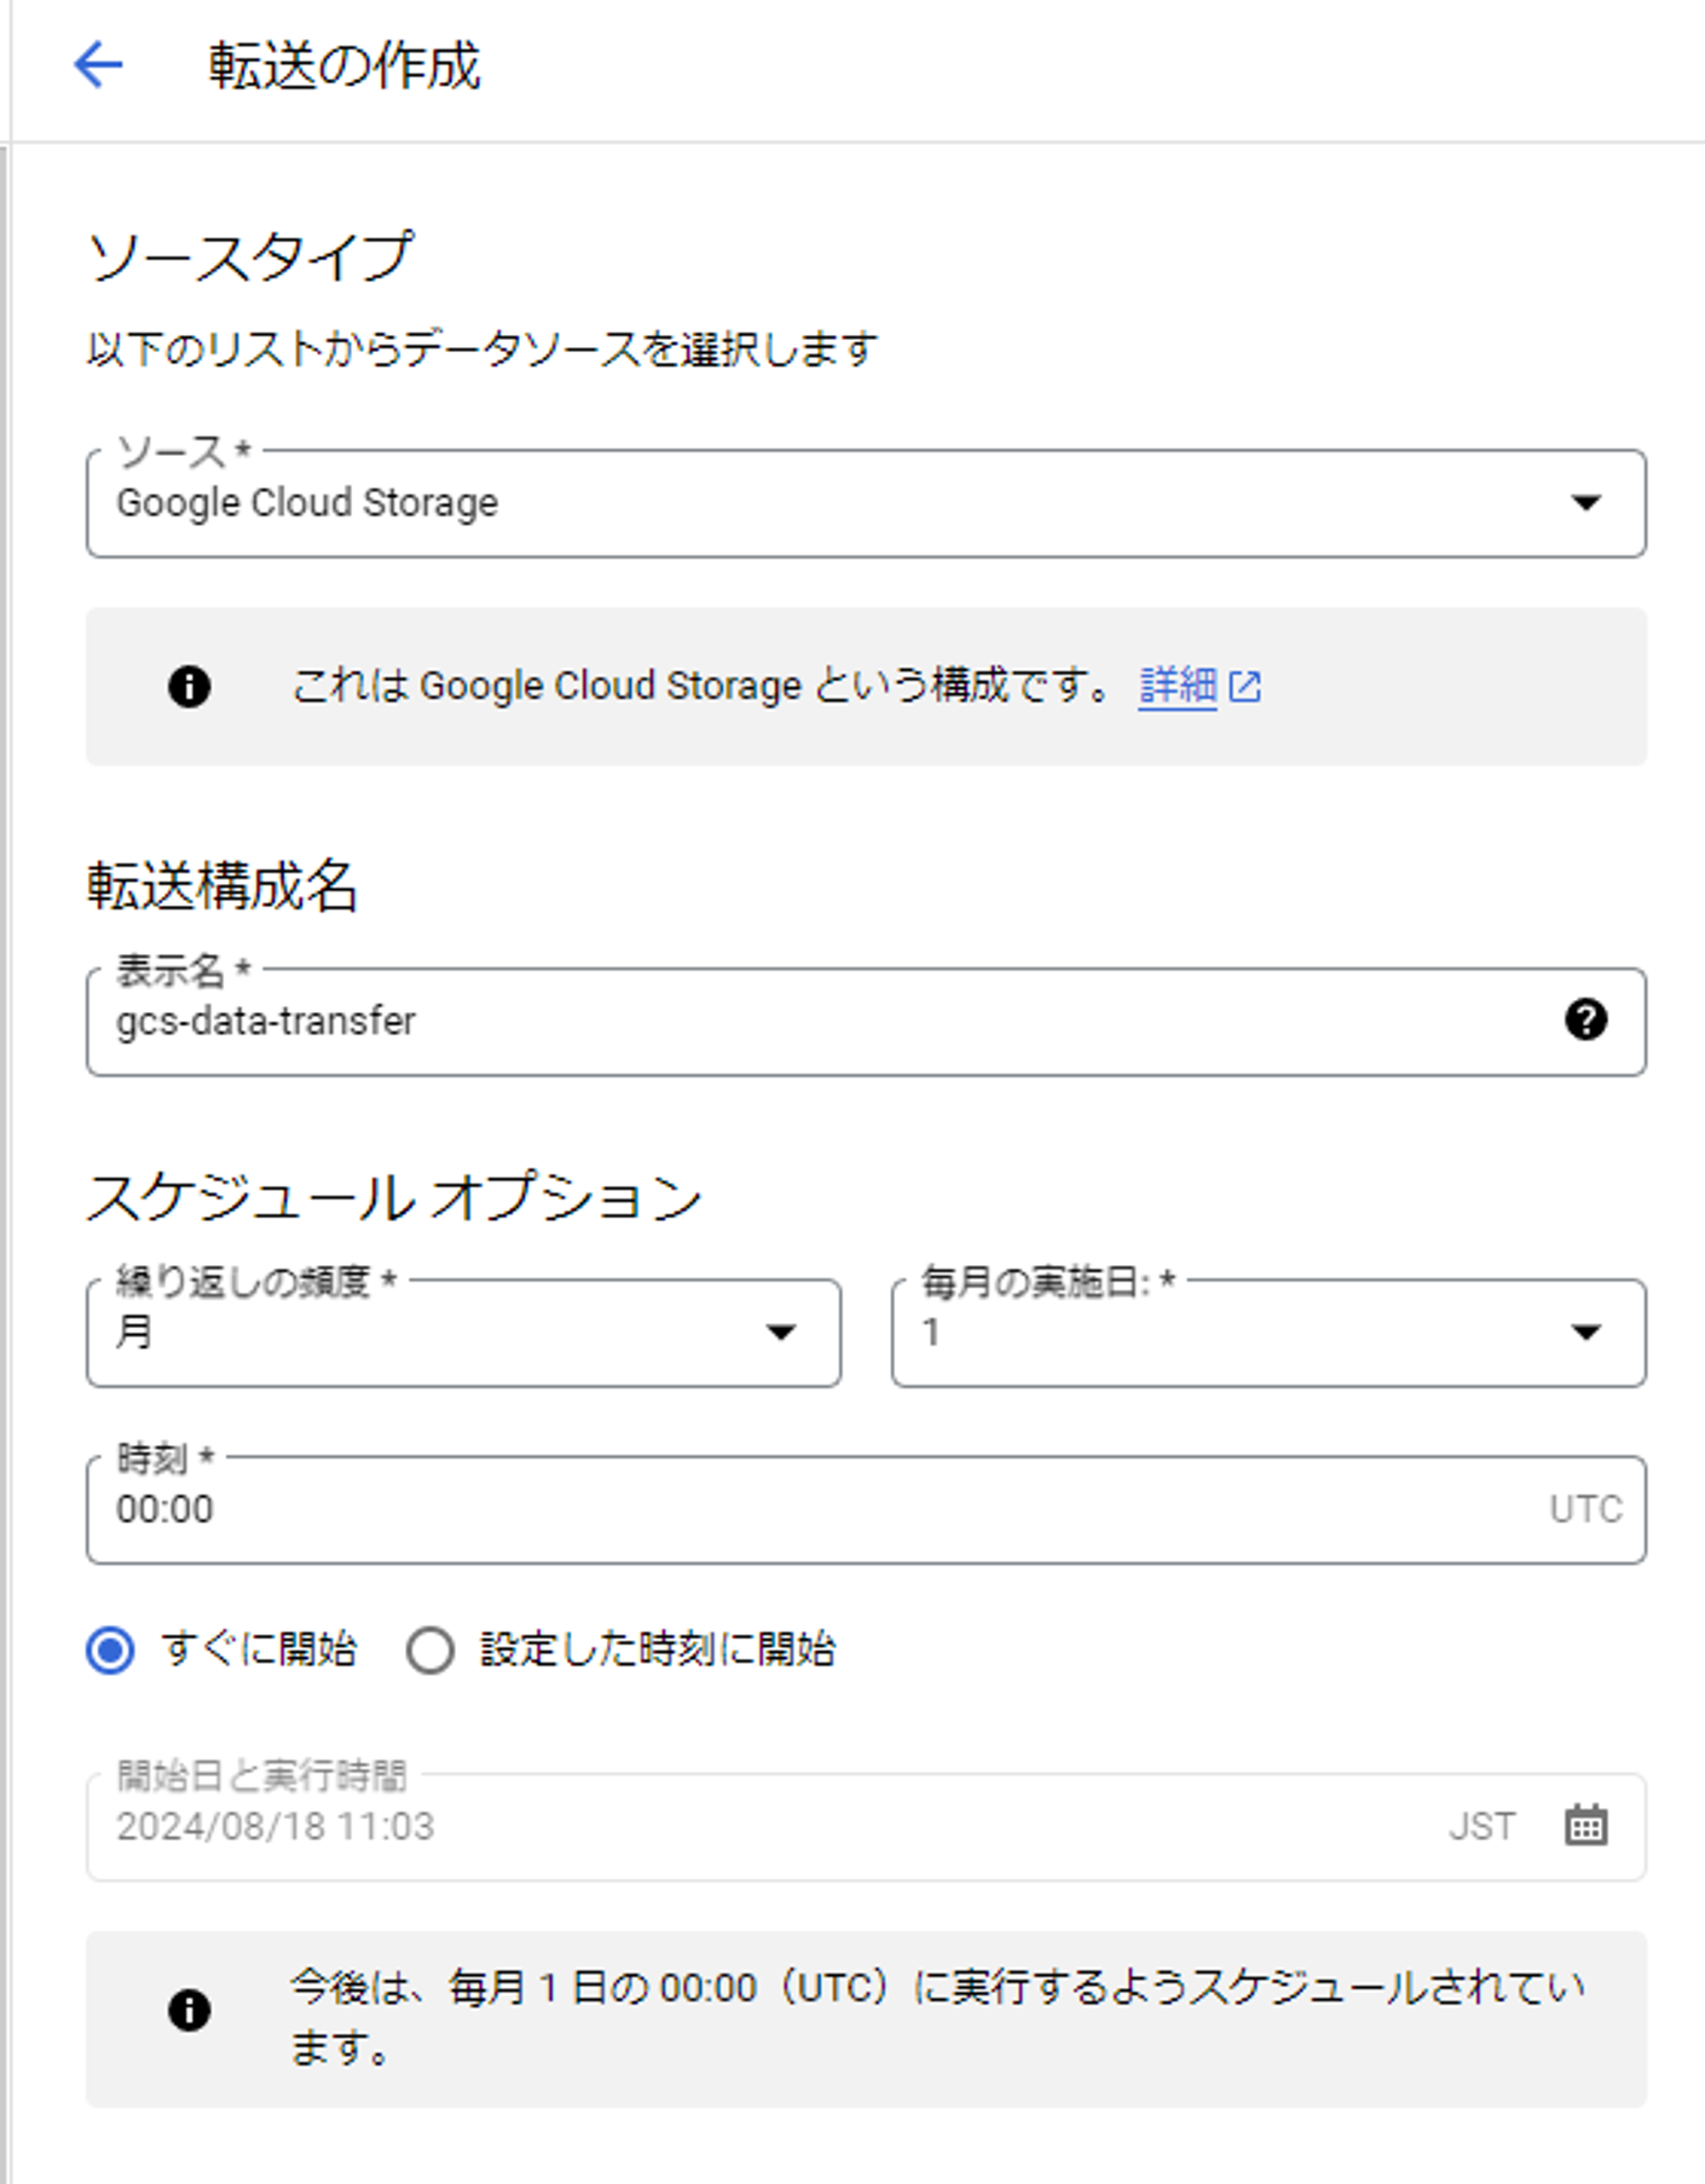 転送の作成
ソースタイプ
以下のリストからデータソースを選択します
ソース *
Google Cloud Storage
これは Google Cloud Storage という構成です。 詳細
転送構成名
表示名 *
gcs-data-transfer
スケジュール オプション
繰り返しの頻度 *
月
毎月の実施日: *
1
時刻 *
00:00
UTC
すぐに開始
設定した時刻に開始
開始日と実行時間
2024/08/18 11:03
JST
今後は、毎月 1 日の 00:00（UTC）に実行するようスケジュールされてい
ます。